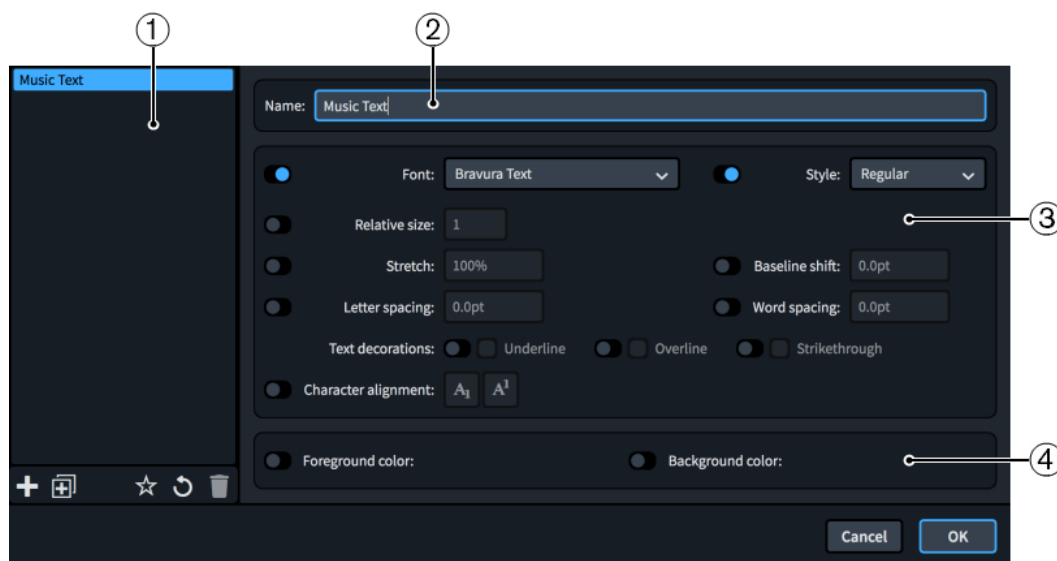 ① ②
Music Text
Name: Music Text
Font: Bravura Text Style: Regular
③
Relative size: 1
Stretch: 100% Baseline shift: 0.0pt
Letter spacing: 0.0pt Word spacing: 0.0pt
Text decorations: Underline Overline Strikethrough
Character alignment: A₁ A¹
Foreground color: Background color:
④
Cancel OK